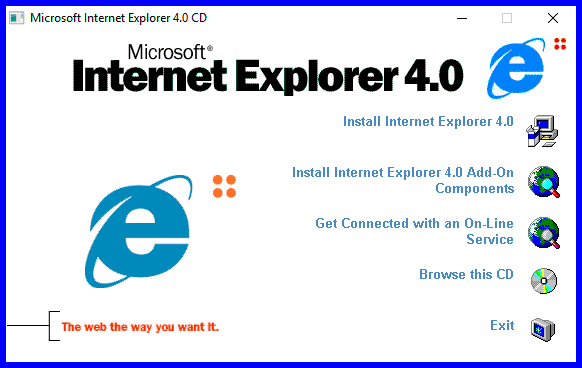 Microsoft Internet Explorer 4.0 CD
Microsoft®
Internet Explorer 4.0
Install Internet Explorer 4.0
Install Internet Explorer 4.0 Add-On
Components
Get Connected with an On-Line
Service
Browse this CD
Exit
The web the way you want it.